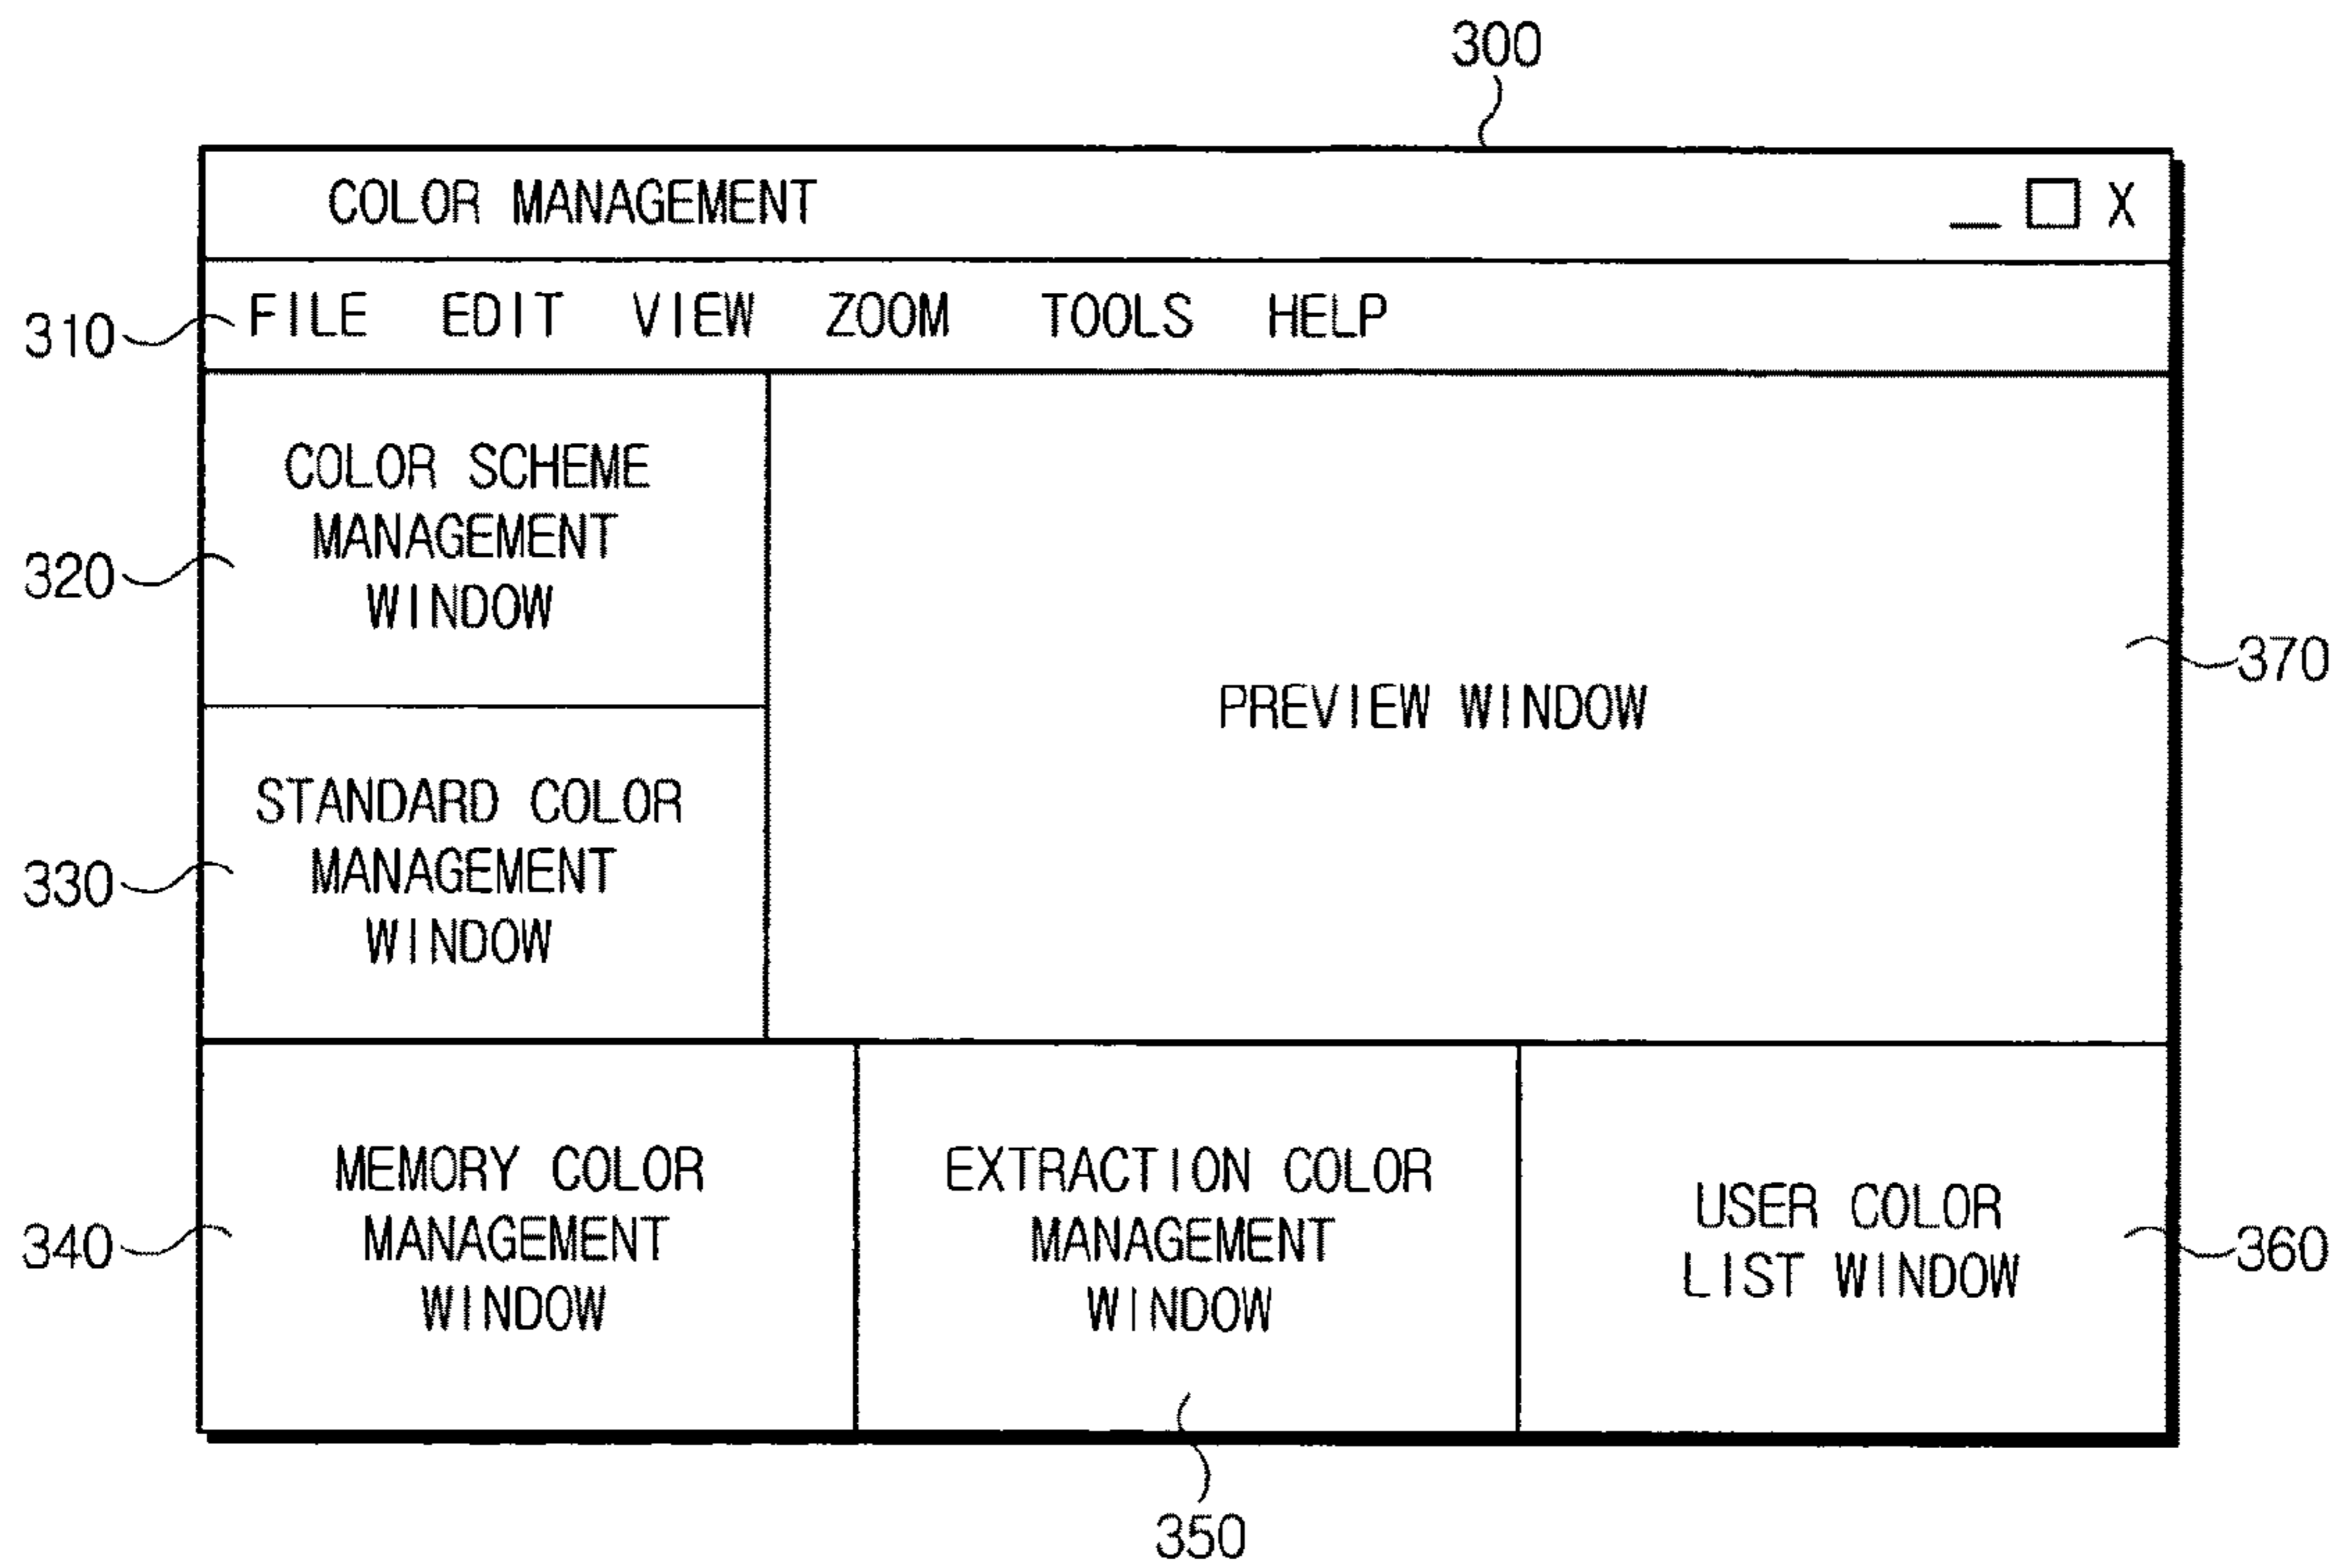 300
COLOR MANAGEMENT _ □ X
310 FILE EDIT VIEW ZOOM TOOLS HELP
COLOR SCHEME
MANAGEMENT
WINDOW
320
370
PREVIEW WINDOW
STANDARD COLOR
MANAGEMENT
WINDOW
330
MEMORY COLOR
MANAGEMENT
WINDOW
340
EXTRACTION COLOR
MANAGEMENT
WINDOW
350
USER COLOR
LIST WINDOW
360